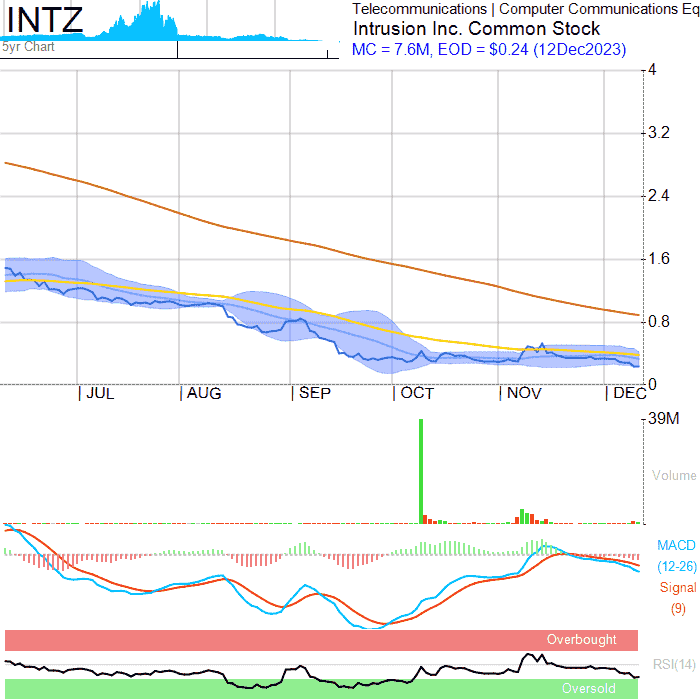 INTZ
5yr Chart
Telecommunications | Computer Communications Eq
Intrusion Inc. Common Stock
MC = 7.6M, EOD = $0.24 (12Dec2023)
4
3.2
2.4
1.6
0.8
0
JUL
AUG
SEP
OCT
NOV
DEC
39M
Volume
MACD
(12-26)
Signal
(9)
Overbought
RSI(14)
Oversold